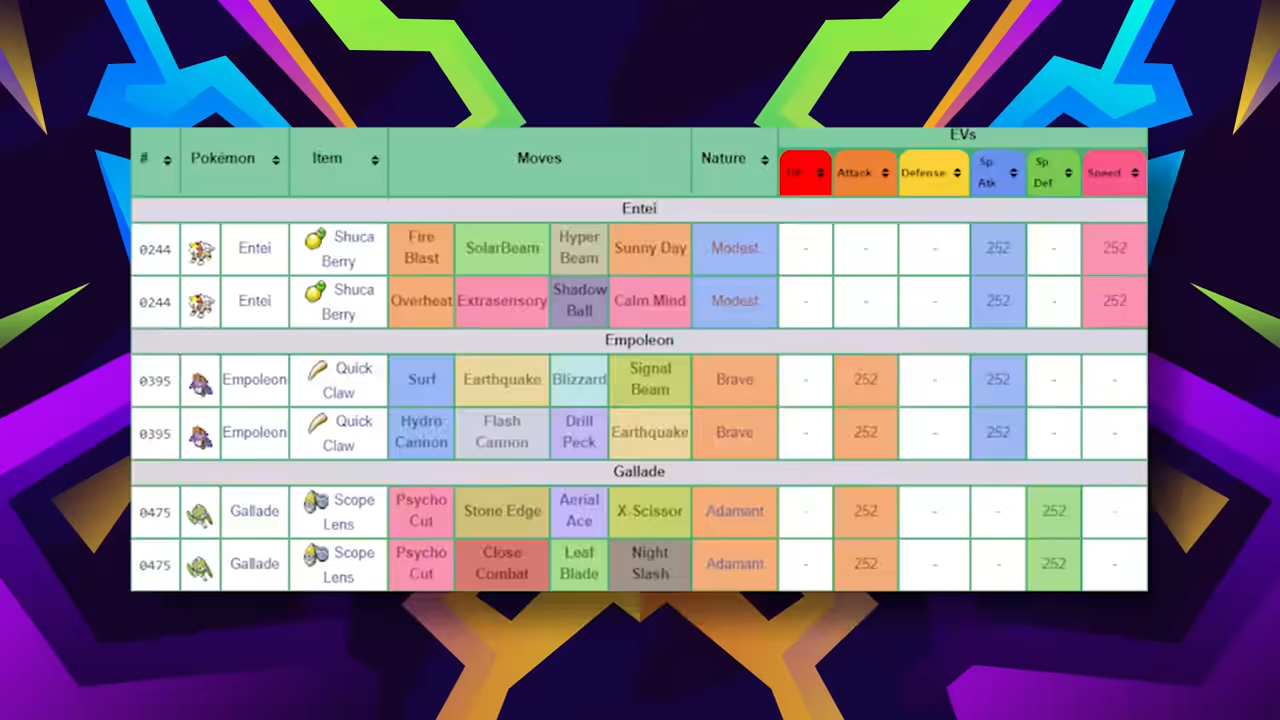 # Pokémon Item Moves Nature EVs
HP Attack Defense Sp Atk Sp Def Speed
Entei
0244 Entei Shuca Berry Fire Blast SolarBeam Hyper Beam Sunny Day Modest - - - 252 - 252
0244 Entei Shuca Berry Overheat Extrasensory Shadow Ball Calm Mind Modest - - - 252 - 252
Empoleon
0395 Empoleon Quick Claw Surf Earthquake Blizzard Signal Beam Brave - 252 - 252 - -
0395 Empoleon Quick Claw Hydro Cannon Flash Cannon Drill Peck Earthquake Brave - 252 - 252 - -
Gallade
0475 Gallade Scope Lens Psycho Cut Stone Edge Aerial Ace X-Scissor Adamant - 252 - - 252 -
0475 Gallade Scope Lens Psycho Cut Close Combat Leaf Blade Night Slash Adamant - 252 - - 252 -